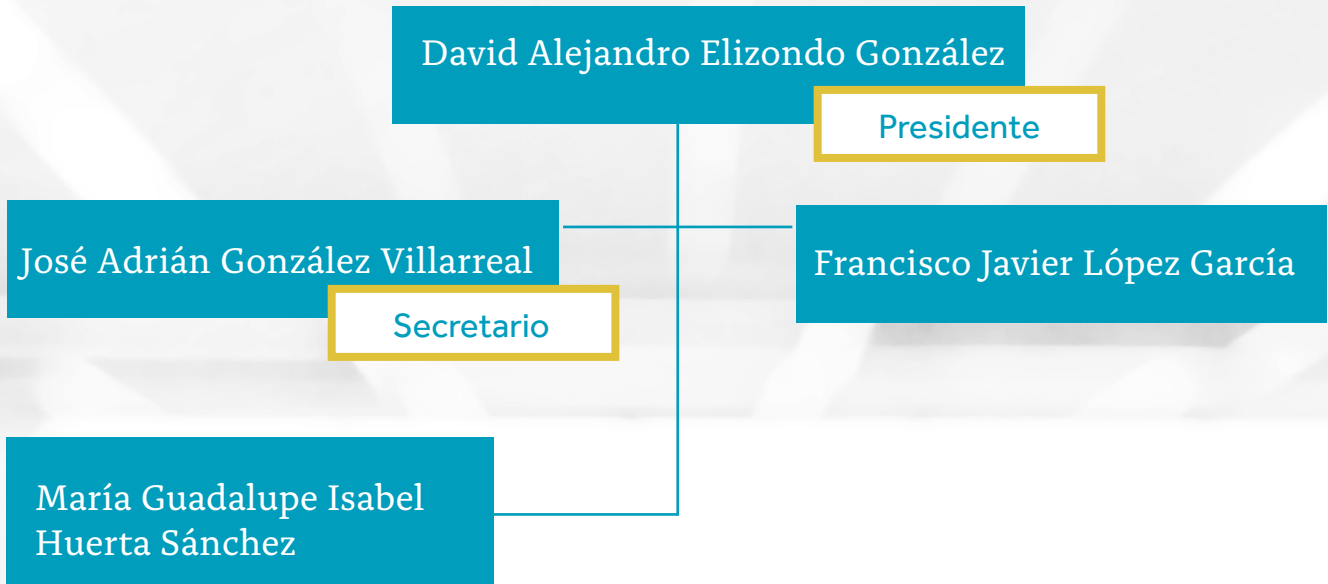 David Alejandro Elizondo González
Presidente
José Adrián González Villarreal
Secretario
Francisco Javier López García
María Guadalupe Isabel
Huerta Sánchez